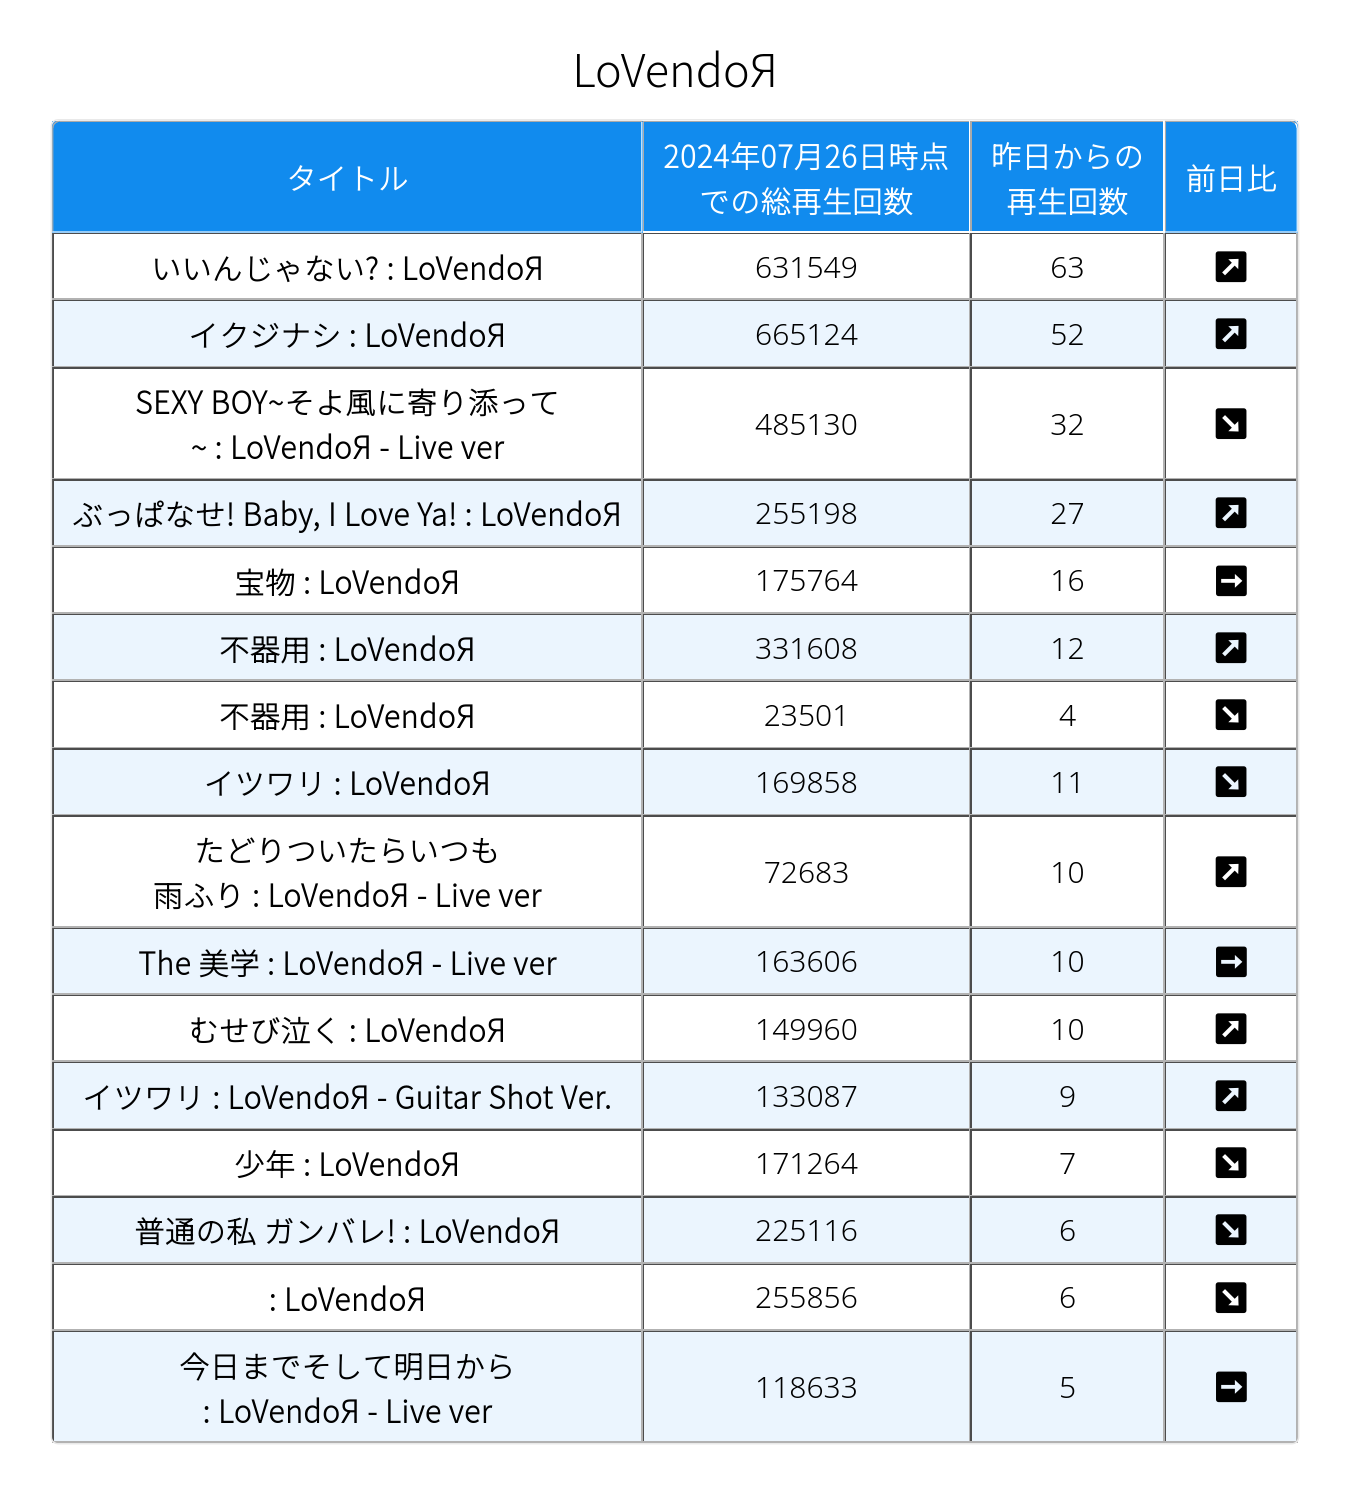 LoVendoЯ
タイトル
2024年07月26日時点
での総再生回数
昨日からの
再生回数
前日比
いいんじゃない? : LoVendoЯ 631549 63
イクジナシ : LoVendoЯ 665124 52
SEXY BOY~そよ風に寄り添って
~ : LoVendoЯ - Live ver 485130 32
ぶっぱなせ! Baby, I Love Ya! : LoVendoЯ 255198 27
宝物 : LoVendoЯ 175764 16
不器用 : LoVendoЯ 331608 12
不器用 : LoVendoЯ 23501 4
イツワリ : LoVendoЯ 169858 11
たどりついたらいつも
雨ふり : LoVendoЯ - Live ver 72683 10
The 美学 : LoVendoЯ - Live ver 163606 10
むせび泣く : LoVendoЯ 149960 10
イツワリ : LoVendoЯ - Guitar Shot Ver. 133087 9
少年 : LoVendoЯ 171264 7
普通の私 ガンバレ! : LoVendoЯ 225116 6
: LoVendoЯ 255856 6
今日までそして明日から
: LoVendoЯ - Live ver 118633 5